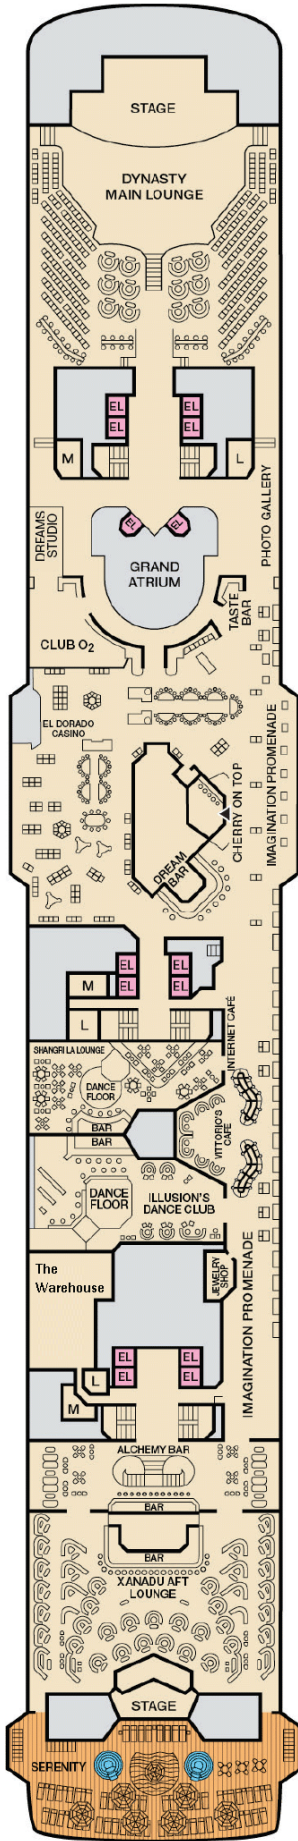 STAGE
DYNASTY
MAIN LOUNGE
EL
EL
EL
EL
M
L
PHOTO GALLERY
DREAMS
STUDIO
EL
EL
GRAND
ATRIUM
TASTE
BAR
CLUB O2
EL DORADO
CASINO
IMAGINATION PROMENADE
CHERRY ON TOP
DREAM
BAR
EL
EL
EL
EL
M
L
INTERNET CAFÉ
SHANGRI LA LOUNGE
DANCE
FLOOR
BAR
BAR
VITTORIO'S
CAFÉ
DANCE
FLOOR
ILLUSION'S
DANCE CLUB
The
Warehouse
JEWELRY
SHOP
IMAGINATION PROMENADE
EL
EL
EL
EL
L
M
ALCHEMY BAR
BAR
BAR
XANADU AFT
LOUNGE
STAGE
SERENITY